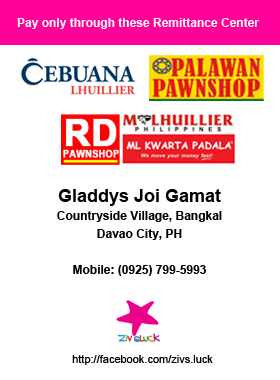 Pay only through these Remittance Center
CEBUANA
LHUILLIER
PALAWAN
PAWNSHOP
RD
PAWNSHOP
M LHUILLIER
PHILIPPINES
ML KWARTA PADALA
We move your money fast!
Gladdys Joi Gamat
Countryside Village, Bangkal
Davao City, PH
Mobile: (0925) 799-5993
zivsluck
http://facebook.com/zivs.luck